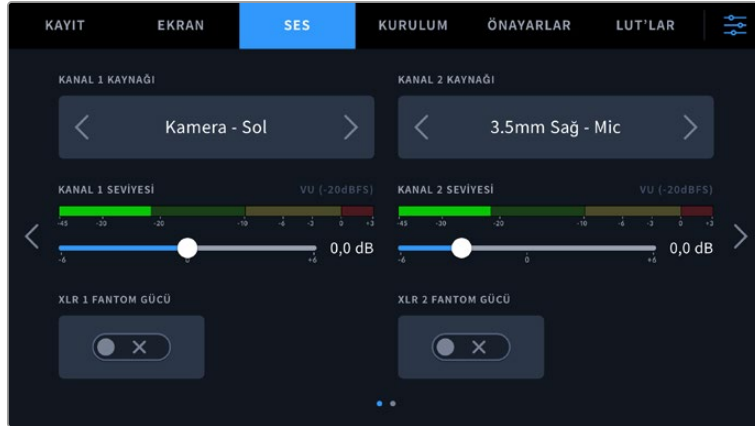 KAYIT EKRAN SES KURULUM ÖNAYARLAR LUT'LAR
KANAL 1 KAYNAĞI KANAL 2 KAYNAĞI
Kamera - Sol 3.5mm Sağ - Mic
KANAL 1 SEVİYESİ VU (-20dBFS) KANAL 2 SEVİYESİ VU (-20dBFS)
-45 -30 -20 -10 -6 -3 0 +3 -45 -30 -20 -10 -6 -3 0 +3
0,0 dB 0,0 dB
-6 0 +6 -6 0 +6
XLR 1 FANTOM GÜCÜ XLR 2 FANTOM GÜCÜ